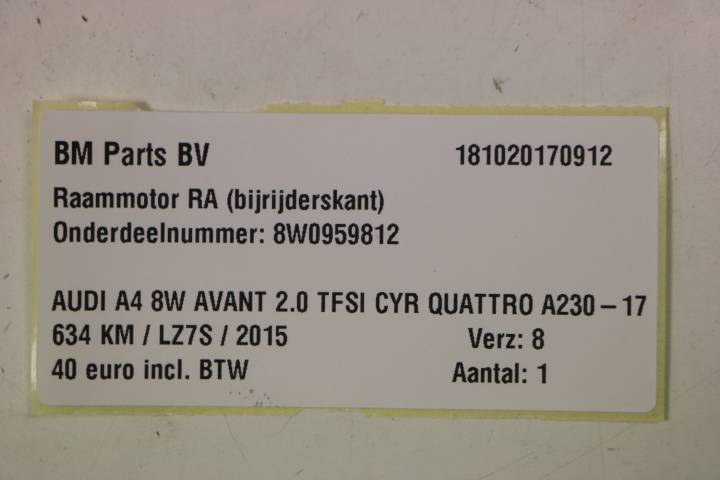 BM Parts BV 181020170912
Raammotor RA (bijrijderskant)
Onderdeelnummer: 8W0959812
AUDI A4 8W AVANT 2.0 TFSI CYR QUATTRO A230-17
634 KM / LZ7S / 2015 Verz: 8
40 euro incl. BTW Aantal: 1